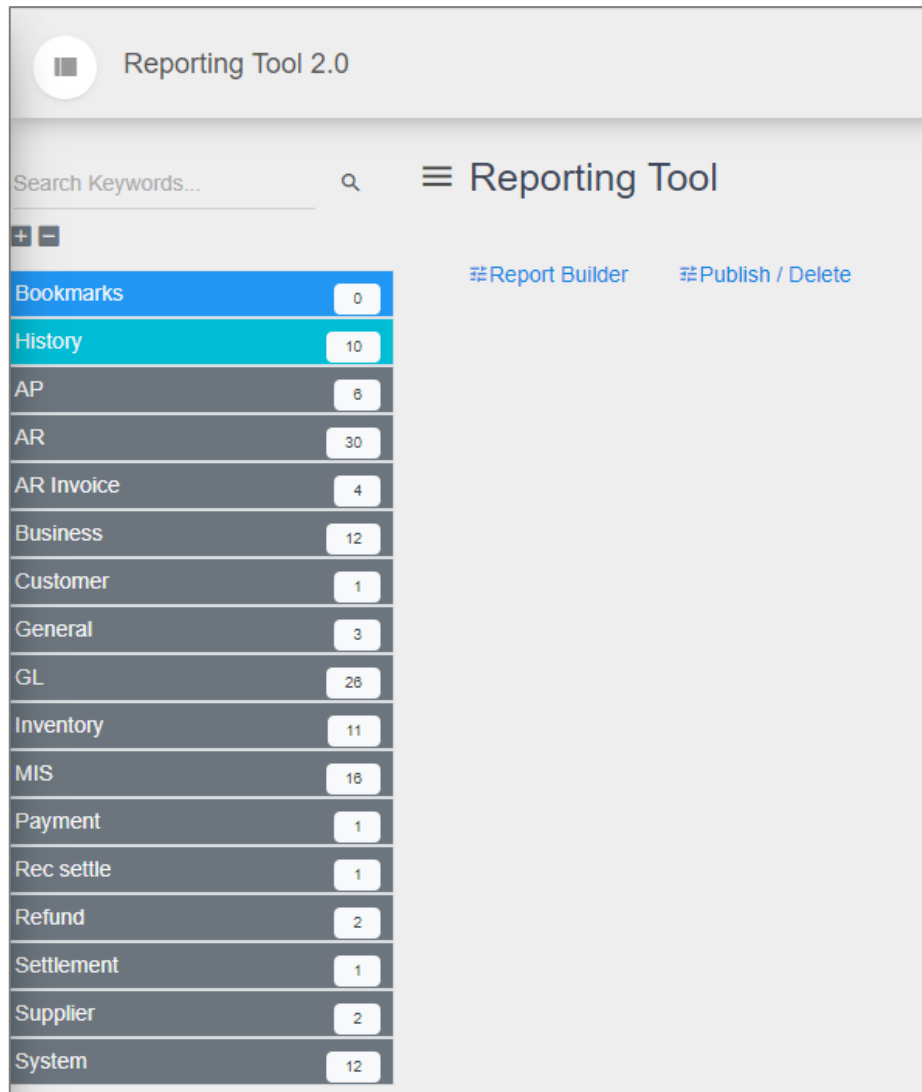 Reporting Tool 2.0
Search Keywords...
Reporting Tool
Report Builder
Publish / Delete
Bookmarks 0
History 10
AP 6
AR 30
AR Invoice 4
Business 12
Customer 1
General 3
GL 26
Inventory 11
MIS 16
Payment 1
Rec settle 1
Refund 2
Settlement 1
Supplier 2
System 12